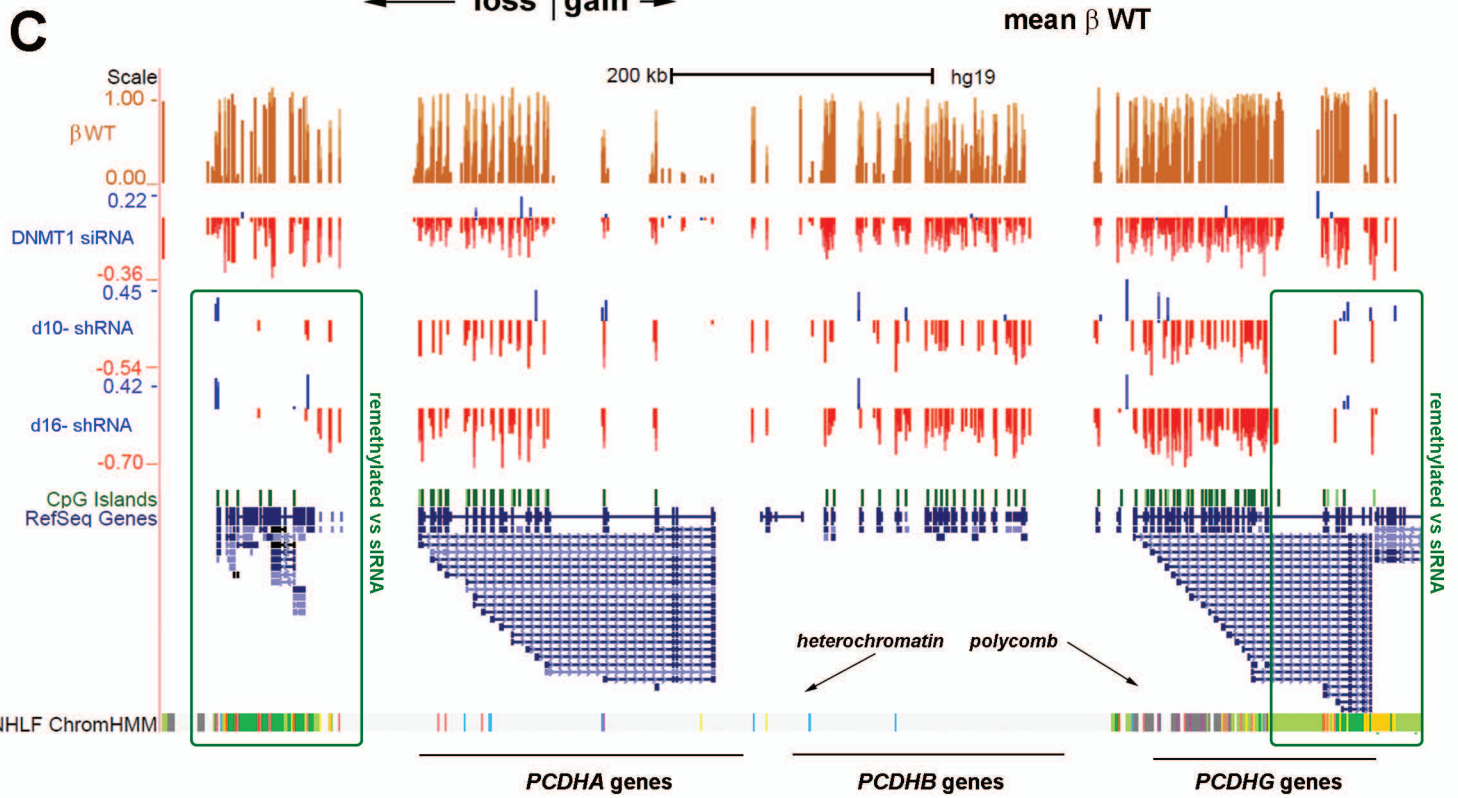 loss | gain
C
mean β WT
Scale
200 kb
hg19
1.00
β WT
0.00
0.22
DNMT1 siRNA
-0.36
0.45
d10- shRNA
-0.54
0.42
d16- shRNA
-0.70
CpG Islands
RefSeq Genes
remethylated vs siRNA
remethylated vs siRNA
heterochromatin
polycomb
NHLF ChromHMM
PCDHA genes
PCDHB genes
PCDHG genes